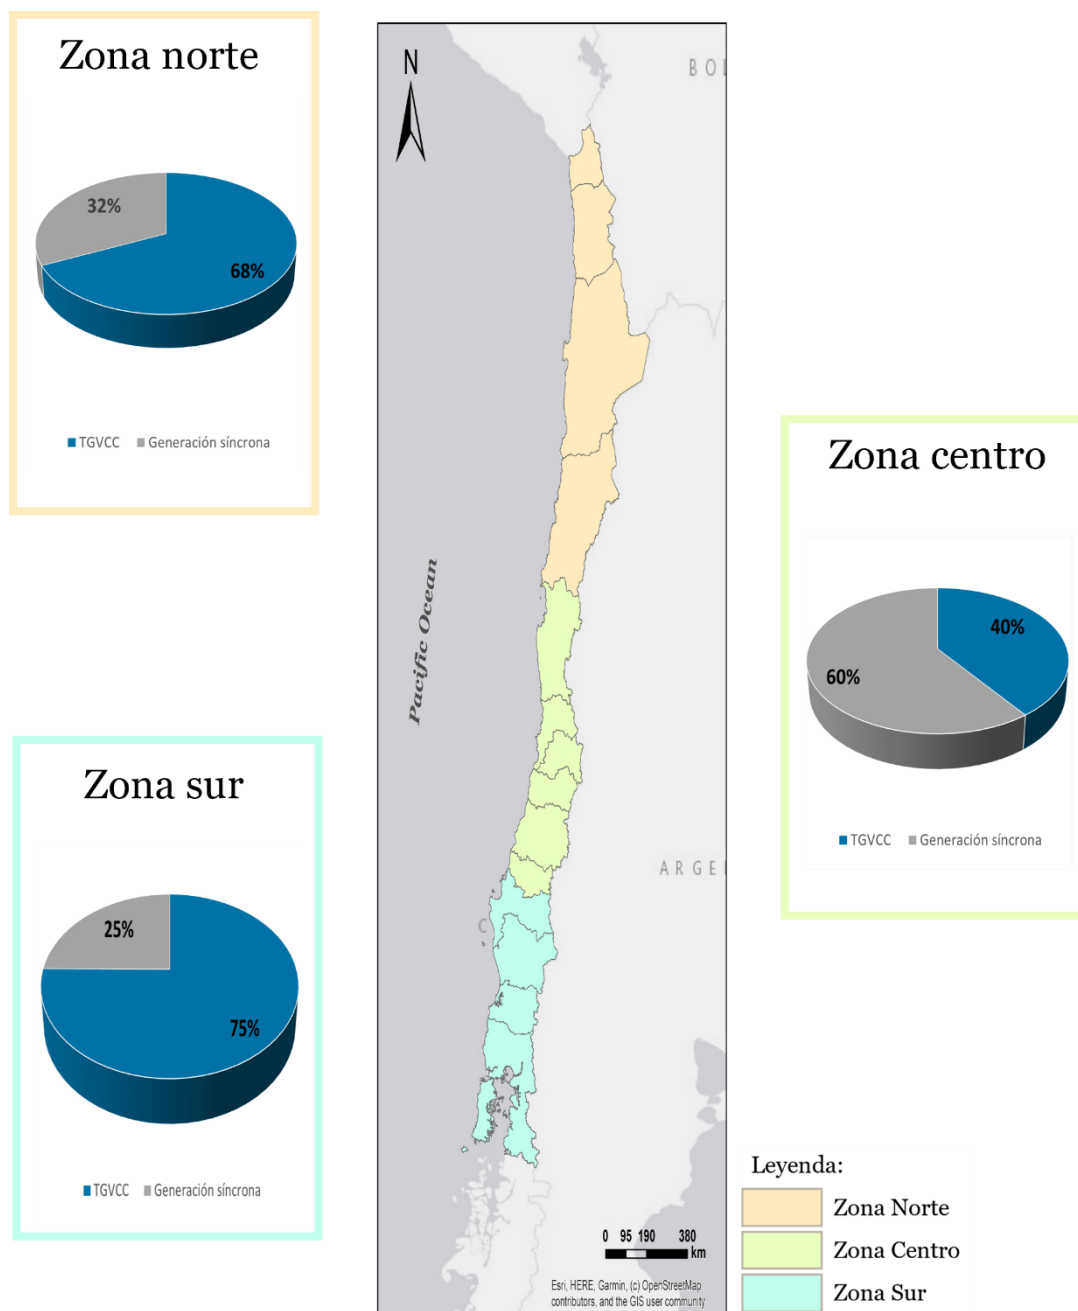 Zona norte
32%
68%
TGVCC Generación síncrona
N
BOI
Pacific Ocean
ARGE
C
0 95 190 380
km
Esri, HERE, Garmin, (c) OpenStreetMap
contributors, and the GIS user community
Zona centro
40%
60%
TGVCC Generación síncrona
Zona sur
25%
75%
TGVCC Generación síncrona
Leyenda:
Zona Norte
Zona Centro
Zona Sur